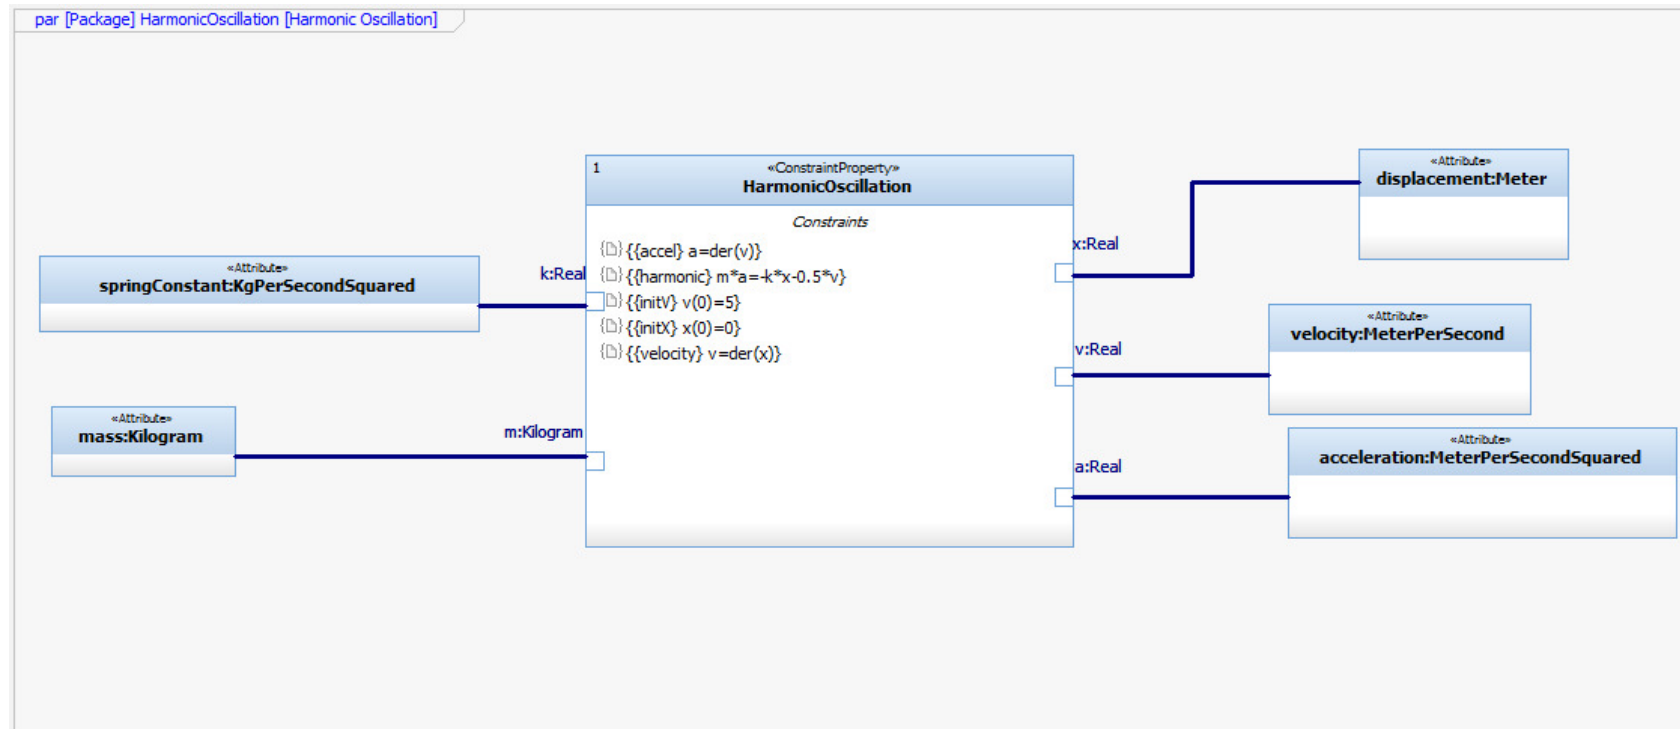 par [Package] HarmonicOscillation [Harmonic Oscillation]
1
«ConstraintProperty»
HarmonicOscillation
Constraints
{{accel} a=der(v)}
{{harmonic} m*a=-k*x-0.5*v}
{{initV} v(0)=5}
{{initX} x(0)=0}
{{velocity} v=der(x)}
«Attribute»
springConstant:KgPerSecondSquared
k:Real
«Attribute»
mass:Kilogram
m:Kilogram
x:Real
«Attribute»
displacement:Meter
v:Real
«Attribute»
velocity:MeterPerSecond
a:Real
«Attribute»
acceleration:MeterPerSecondSquared